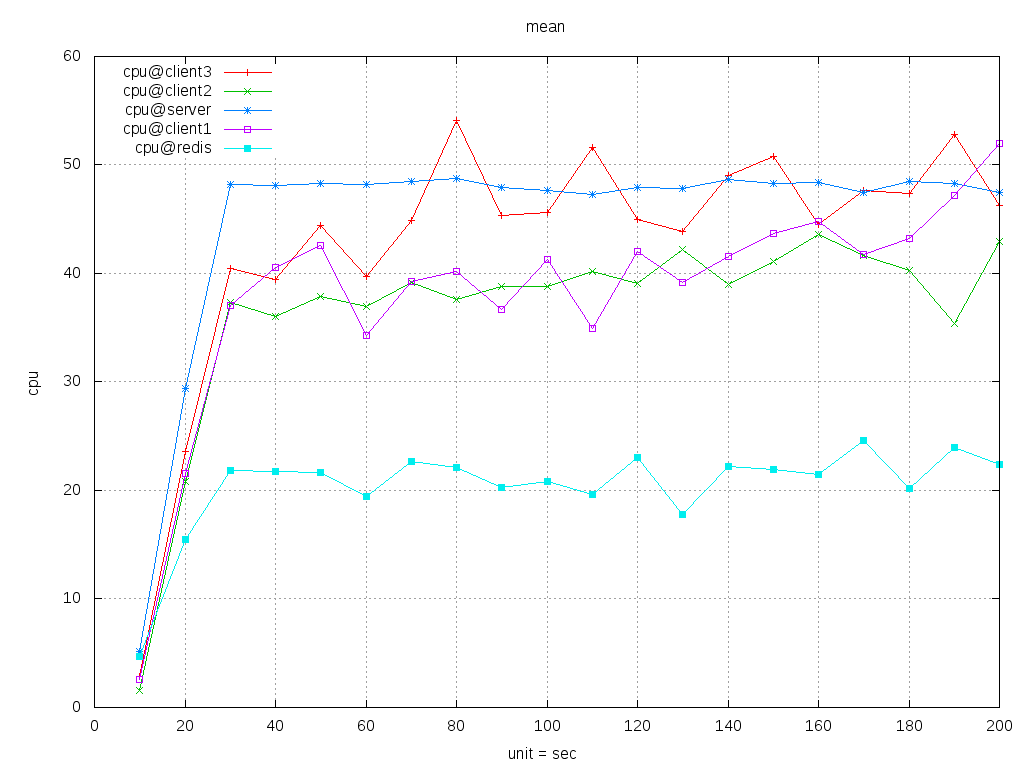 mean
60
50
40
30
20
10
0
cpu
cpu@client3
cpu@client2
cpu@server
cpu@client1
cpu@redis
0 20 40 60 80 100 120 140 160 180 200
unit = sec